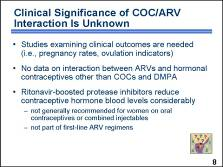 Clinical Significance of COC/ARV
Interaction Is Unknown
• Studies examining clinical outcomes are needed
(i.e., pregnancy rates, ovulation indicators)
• No data on interaction between ARVs and hormonal
contraceptives other than COCs and DMPA
• Ritonavir-boosted protease inhibitors reduce
contraceptive hormone blood levels considerably
– not generally recommended for women on oral
contraceptives or combined injectables
– not part of first-line ARV regimens
8